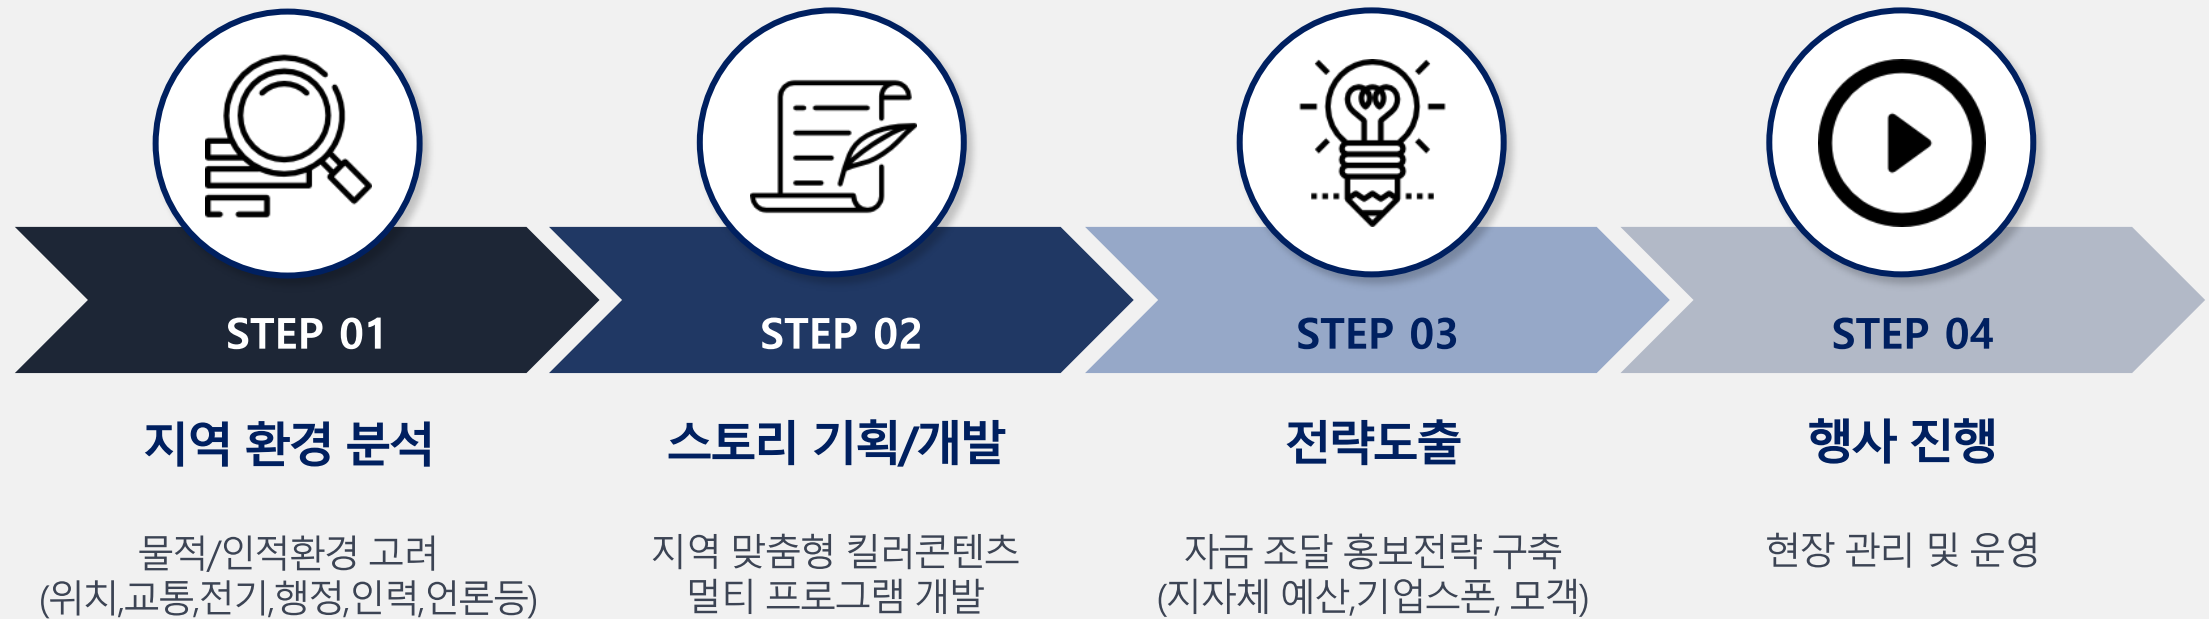 STEP 01
STEP 02
STEP 03
STEP 04
지역 환경 분석
스토리 기획/개발
전략도출
행사 진행
물적/인적환경 고려
(위치,교통,전기,행정,인력,언론등)
지역 맞춤형 킬러콘텐츠
멀티 프로그램 개발
자금 조달 홍보전략 구축
(지자체 예산,기업스폰, 모객)
현장 관리 및 운영